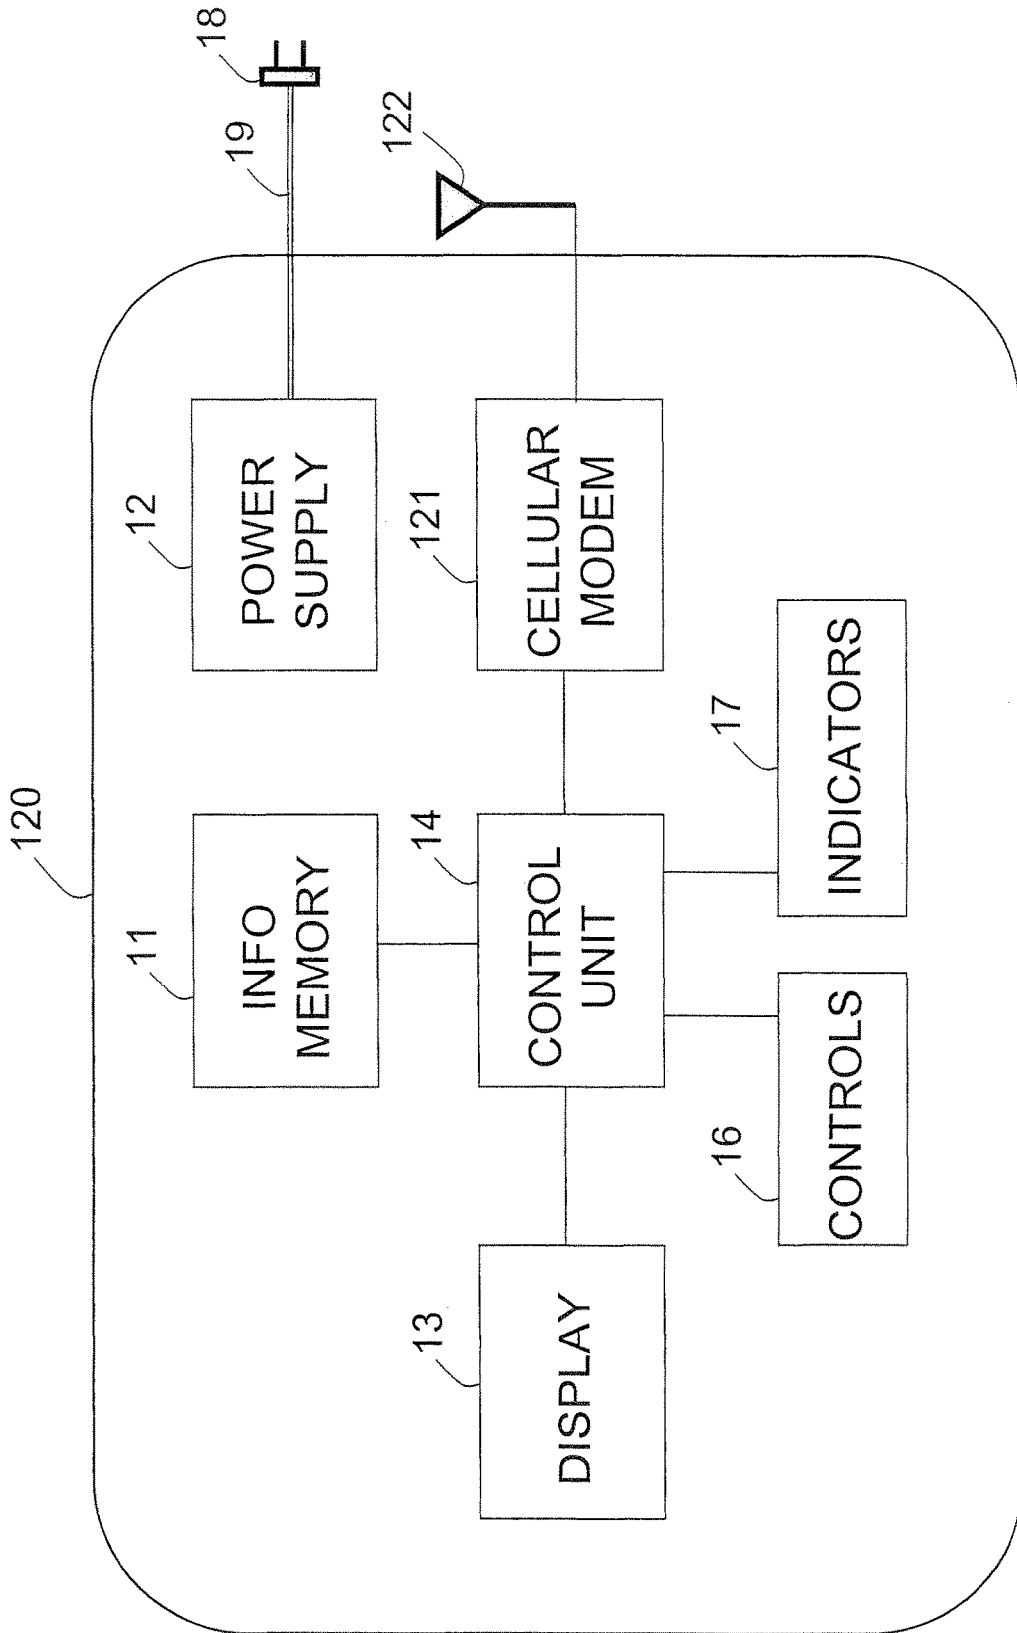 120
18
19
12
POWER
SUPPLY
11
INFO
MEMORY
122
121
CELLULAR
MODEM
14
CONTROL
UNIT
13
DISPLAY
17
INDICATORS
16
CONTROLS